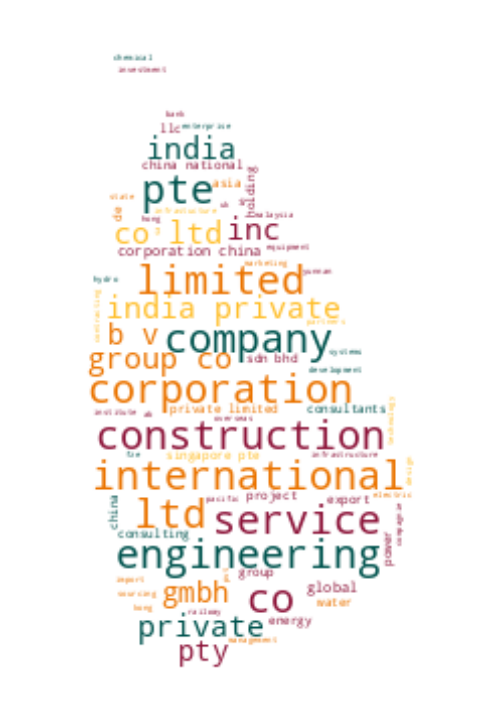 chemical
investment
bank
llc enterprise
india
china national
pte asia holding
state
de infrastructure malaysia
hong
co ltd inc
corporation china equipment
marketing
yunnan
hydro limited
contracting india private
partners
b v company
systems
group co sdn bhd
development
corporation
institute private limited consultants
overseas
construction
singapore pte infrastructure
international
electric
pacific project export
china ltd service
consulting power
engineering
import group
global
sourcing gmbh co water
hong railway
private energy
management
pty